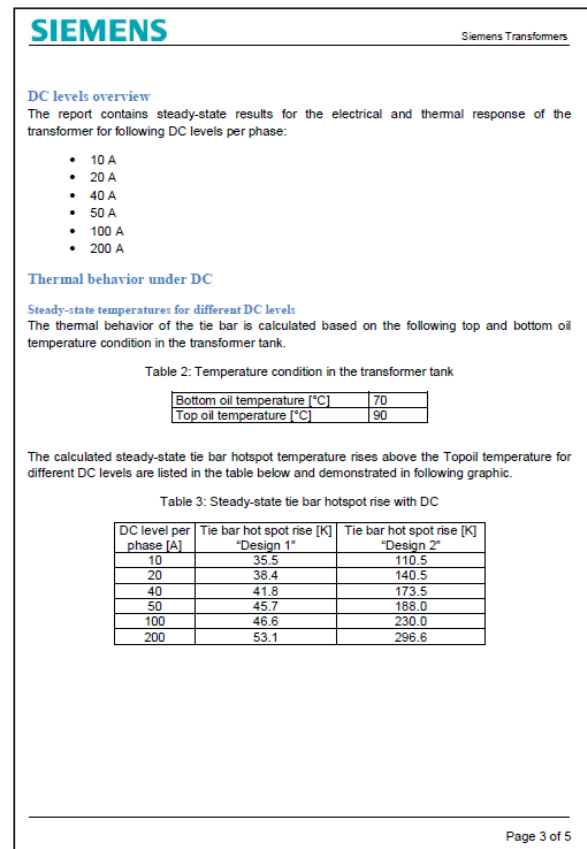 SIEMENS
Siemens Transformers
DC levels overview
The report contains steady-state results for the electrical and thermal response of the
transformer for following DC levels per phase:
• 10 A
• 20 A
• 40 A
• 50 A
• 100 A
• 200 A
Thermal behavior under DC
Steady-state temperatures for different DC levels
The thermal behavior of the tie bar is calculated based on the following top and bottom oil
temperature condition in the transformer tank.
Table 2: Temperature condition in the transformer tank
Bottom oil temperature [°C] 70
Top oil temperature [°C] 90
The calculated steady-state tie bar hotspot temperature rises above the Topoil temperature for
different DC levels are listed in the table below and demonstrated in following graphic.
Table 3: Steady-state tie bar hotspot rise with DC
DC level per Tie bar hot spot rise [K] Tie bar hot spot rise [K]
phase [A] "Design 1" "Design 2"
10 35.5 110.5
20 38.4 140.5
40 41.8 173.5
50 45.7 188.0
100 46.6 230.0
200 53.1 296.6
Page 3 of 5